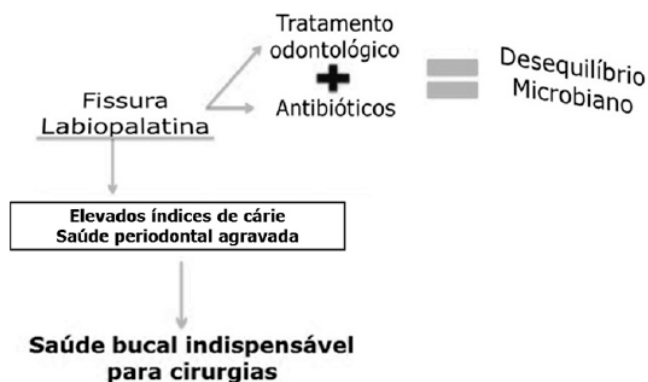 Tratamento
odontológico
+
Antibióticos
=
Desequilíbrio
Microbiano
Fissura
Labiopalatina
Elevados índices de cárie
Saúde periodontal agravada
Saúde bucal indispensável
para cirurgias